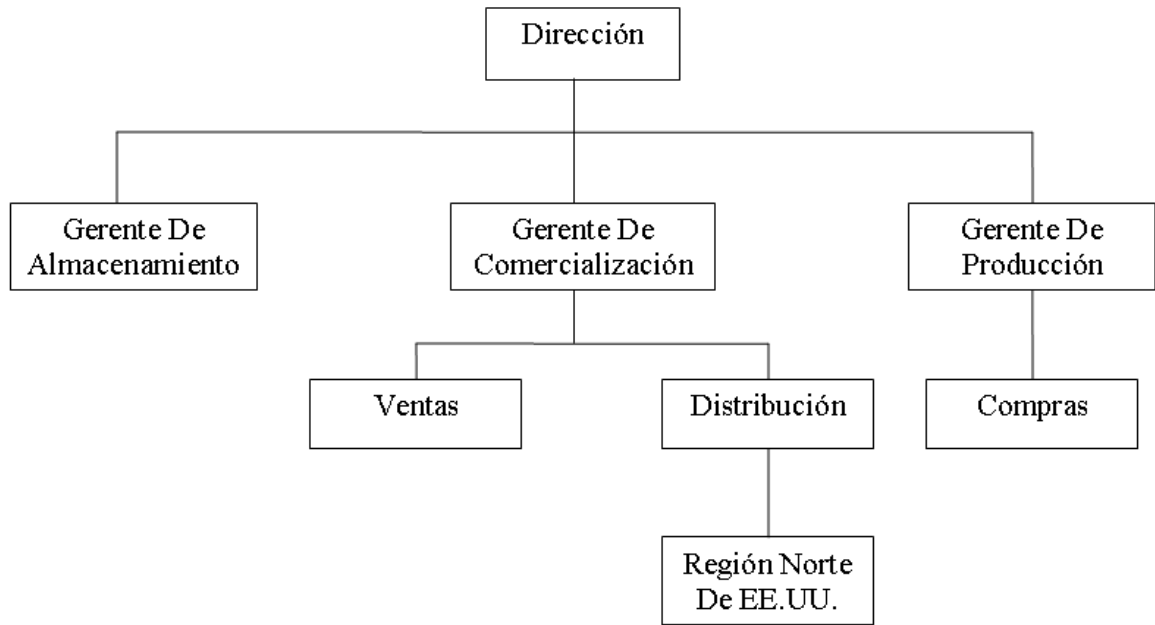 Dirección
Gerente De
Almacenamiento
Gerente De
Comercialización
Gerente De
Producción
Ventas
Distribución
Compras
Región Norte
De EE.UU.